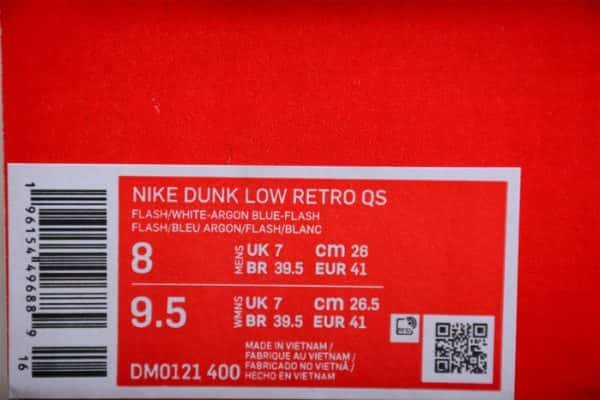 NIKE DUNK LOW RETRO QS
FLASH/WHITE-ARGON BLUE-FLASH
FLASH/BLEU ARGON/FLASH/BLANC
8 MENS UK 7 cm 26
BR 39.5 EUR 41
9.5 WMNS UK 7 cm 26.5
BR 39.5 EUR 41
MADE IN VIETNAM /
FABRIQUE AU VIETNAM /
FABRICADO NO VIETNÃ /
HECHO EN VIETNAM
DM0121 400
1 96154 49688 9
16